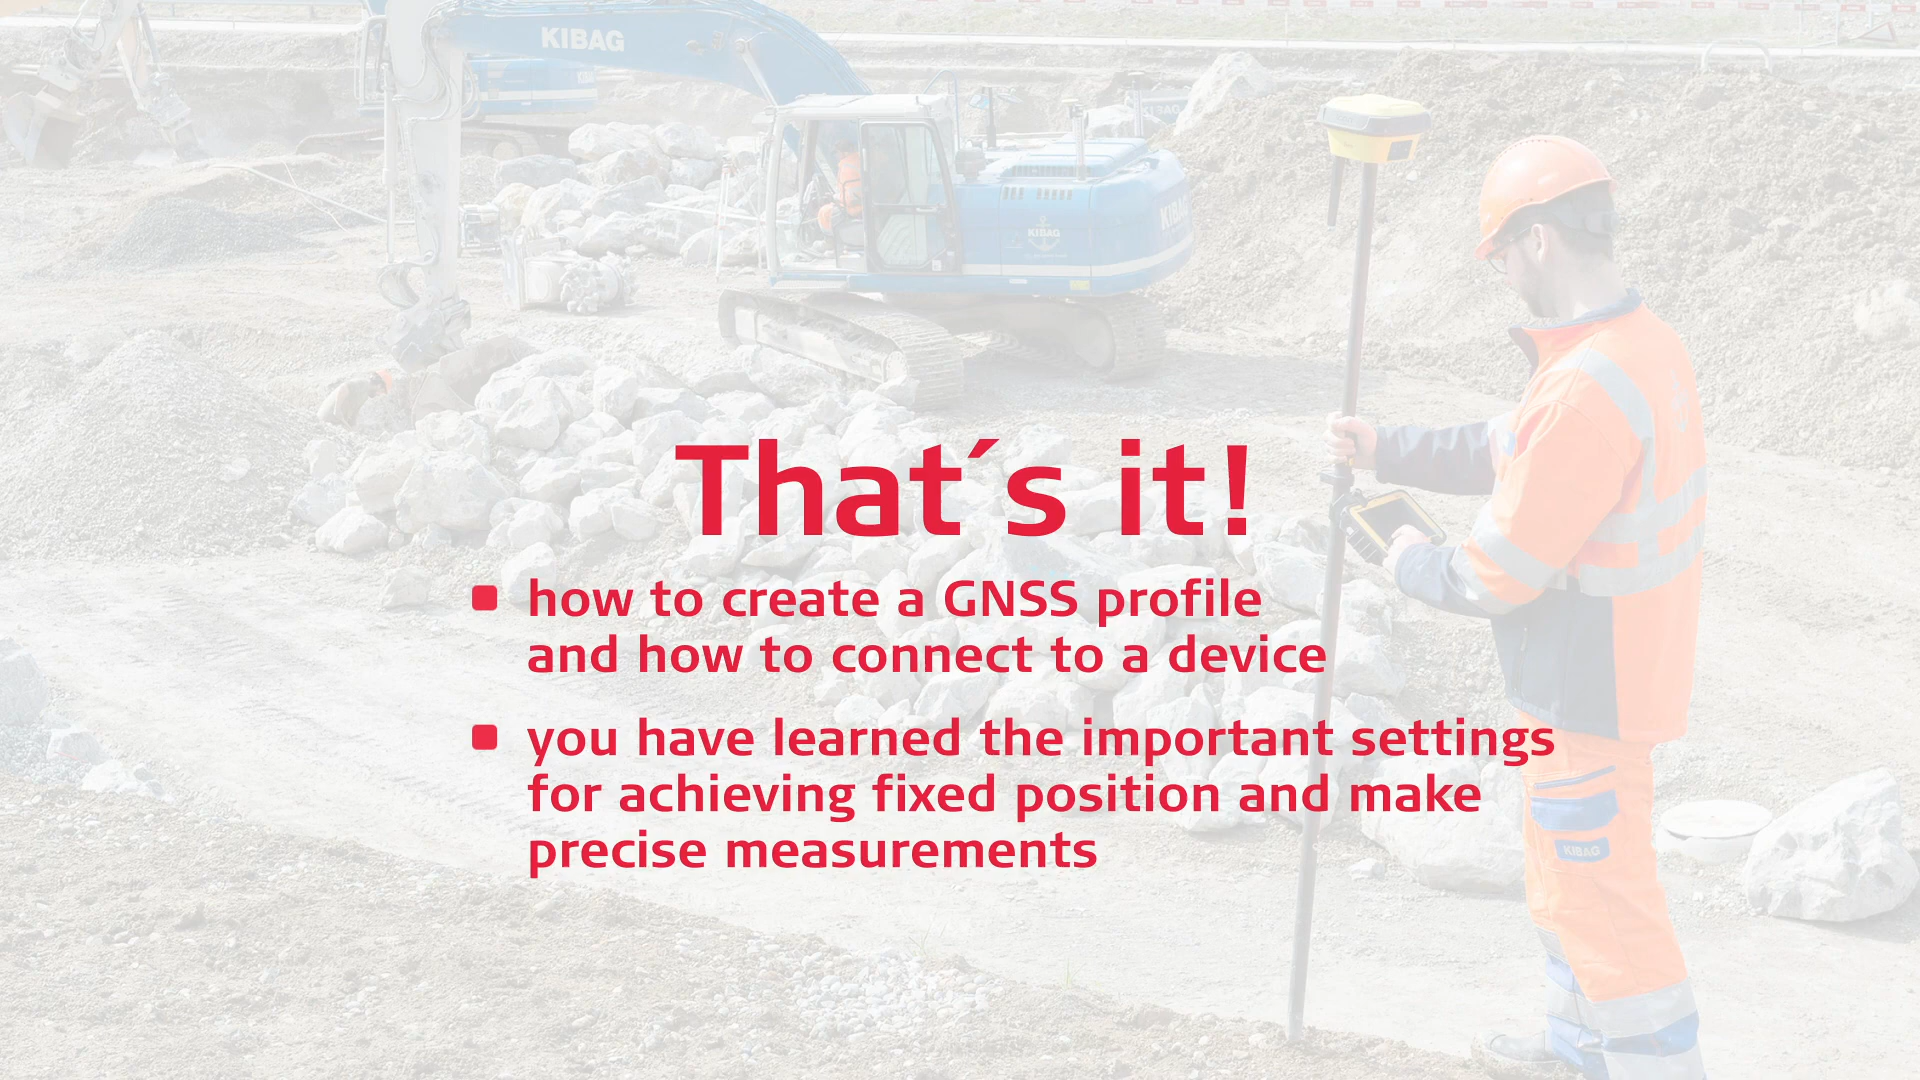 KIBAG
KIBAG
KIBAG
That´s it!
how to create a GNSS profile
and how to connect to a device
you have learned the important settings
for achieving fixed position and make
precise measurements
KIBAG